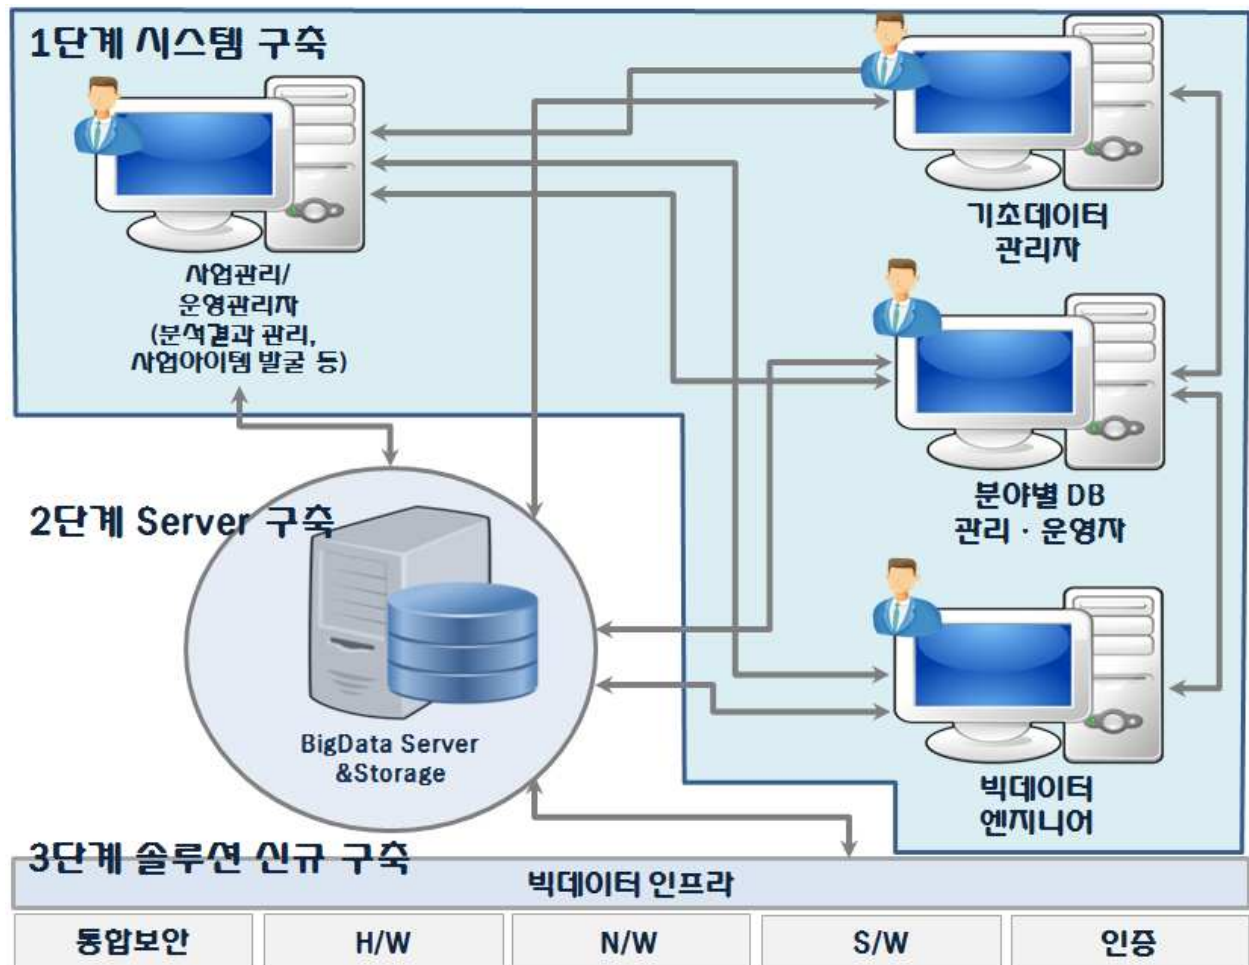 1단계 시스템 구축
사업관리/
운영관리자
(분석결과 관리,
사업아이템 발굴 등)
기초데이터
관리자
분야별 DB
관리 · 운영자
2단계 Server 구축
BigData Server
&Storage
빅데이터
엔지니어
3단계 솔루션 신규 구축
빅데이터 인프라
통합보안
H/W
N/W
S/W
인증